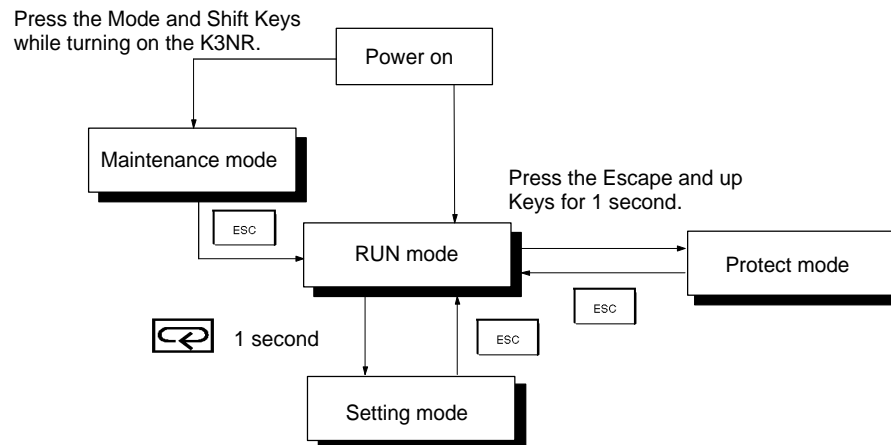 Press the Mode and Shift Keys
while turning on the K3NR.
Power on
Maintenance mode
Press the Escape and up
Keys for 1 second.
ESC
RUN mode
Protect mode
ESC
1 second
ESC
Setting mode